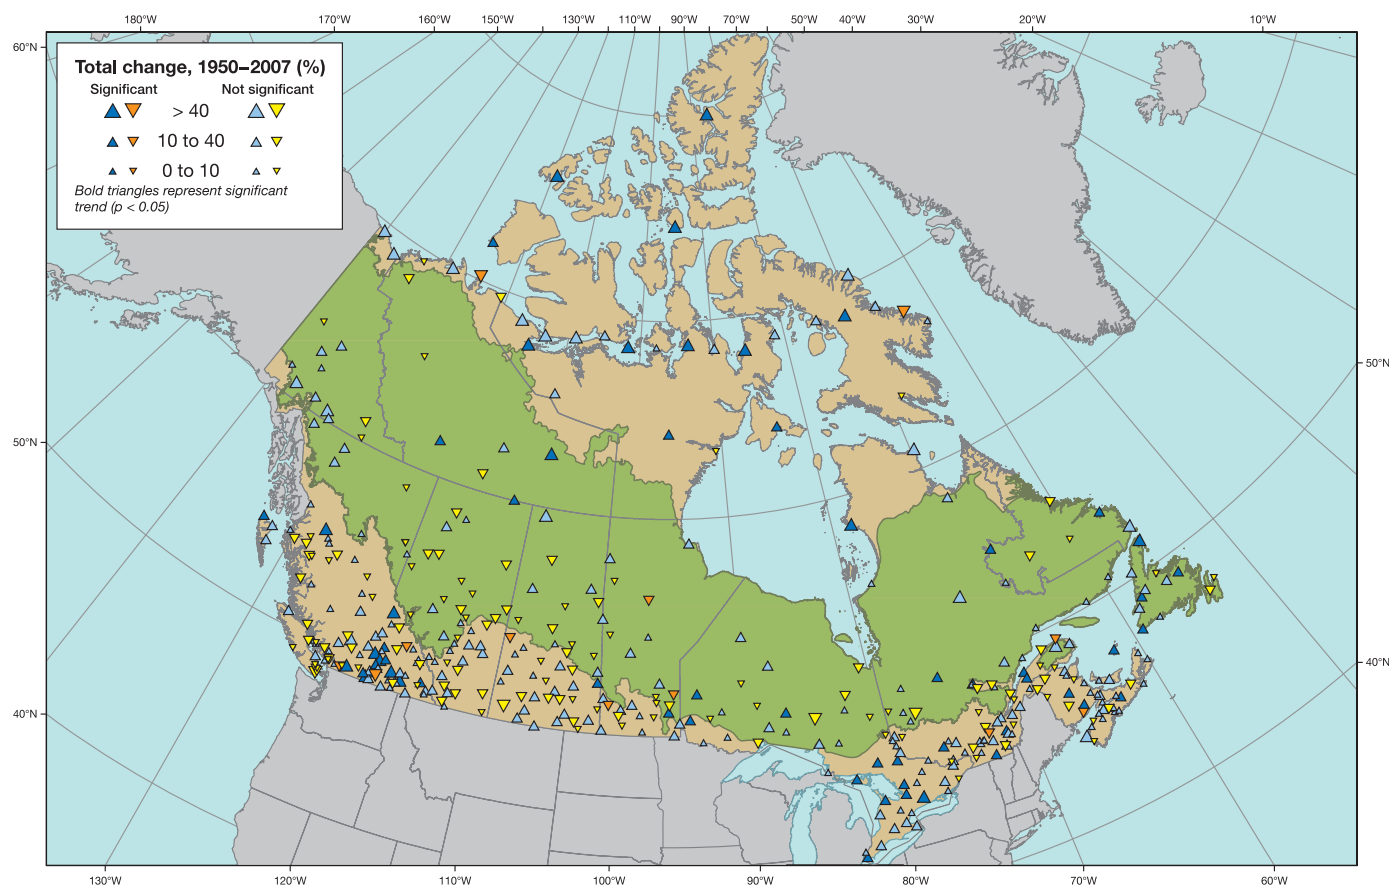 180°W 170°W 160°W 150°W 130°W 110°W 90°W 70°W 50°W 40°W 30°W 20°W 10°W
60°N
Total change, 1950–2007 (%)
Significant Not significant
> 40
10 to 40
0 to 10
Bold triangles represent significant
trend (p < 0.05)
50°N
50°N
40°N
40°N
130°W 120°W 110°W 100°W 90°W 80°W 70°W 60°W